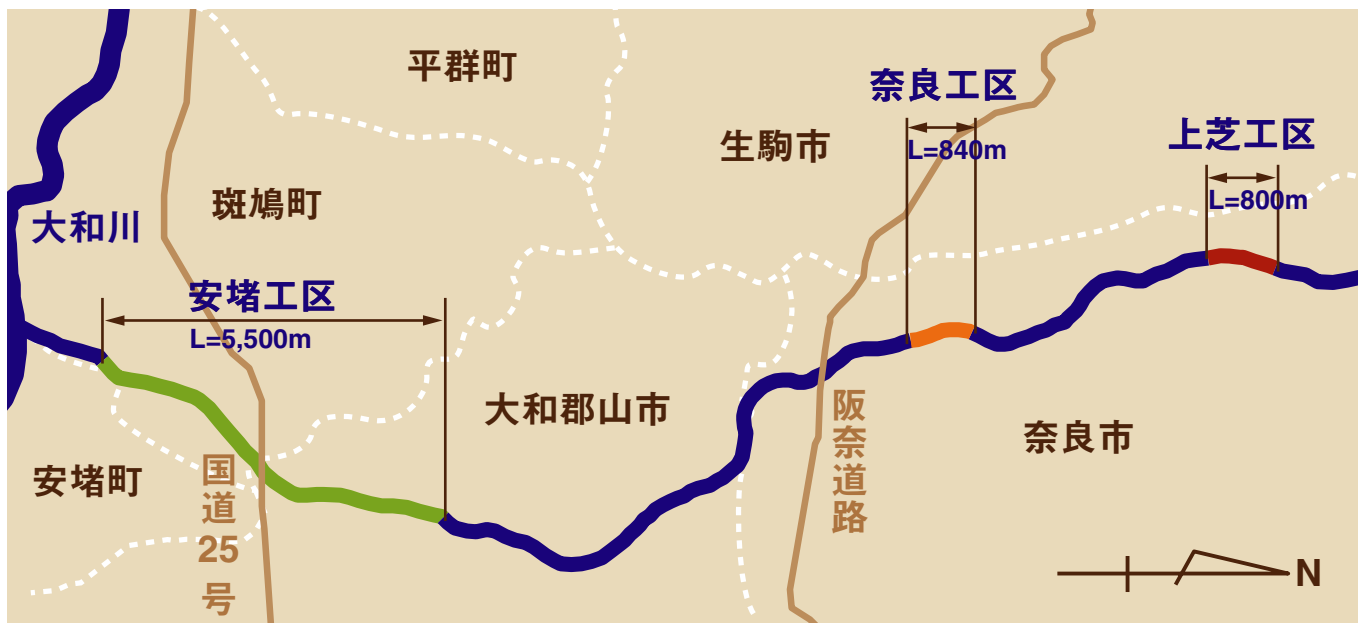 平群町
奈良工区
L=840m
上芝工区
L=800m
生駒市
斑鳩町
大和川
安堵工区
L=5,500m
大和郡山市
阪奈道路
奈良市
安堵町
国道25号
N